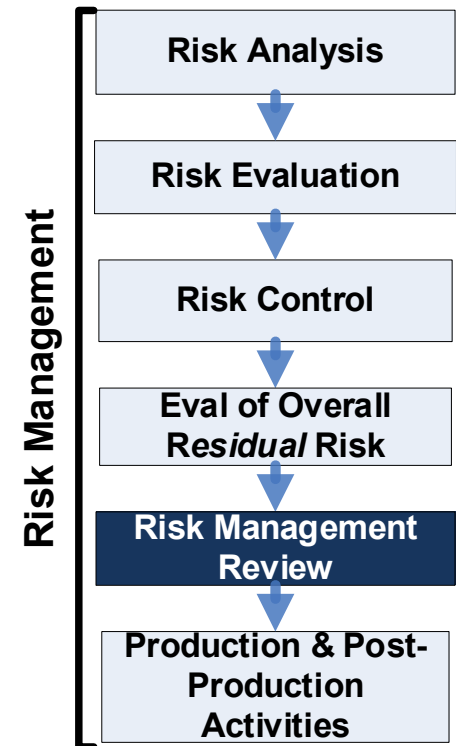 Risk Management
Risk Analysis
Risk Evaluation
Risk Control
Eval of Overall
Residual Risk
Risk Management
Review
Production & Post-
Production
Activities